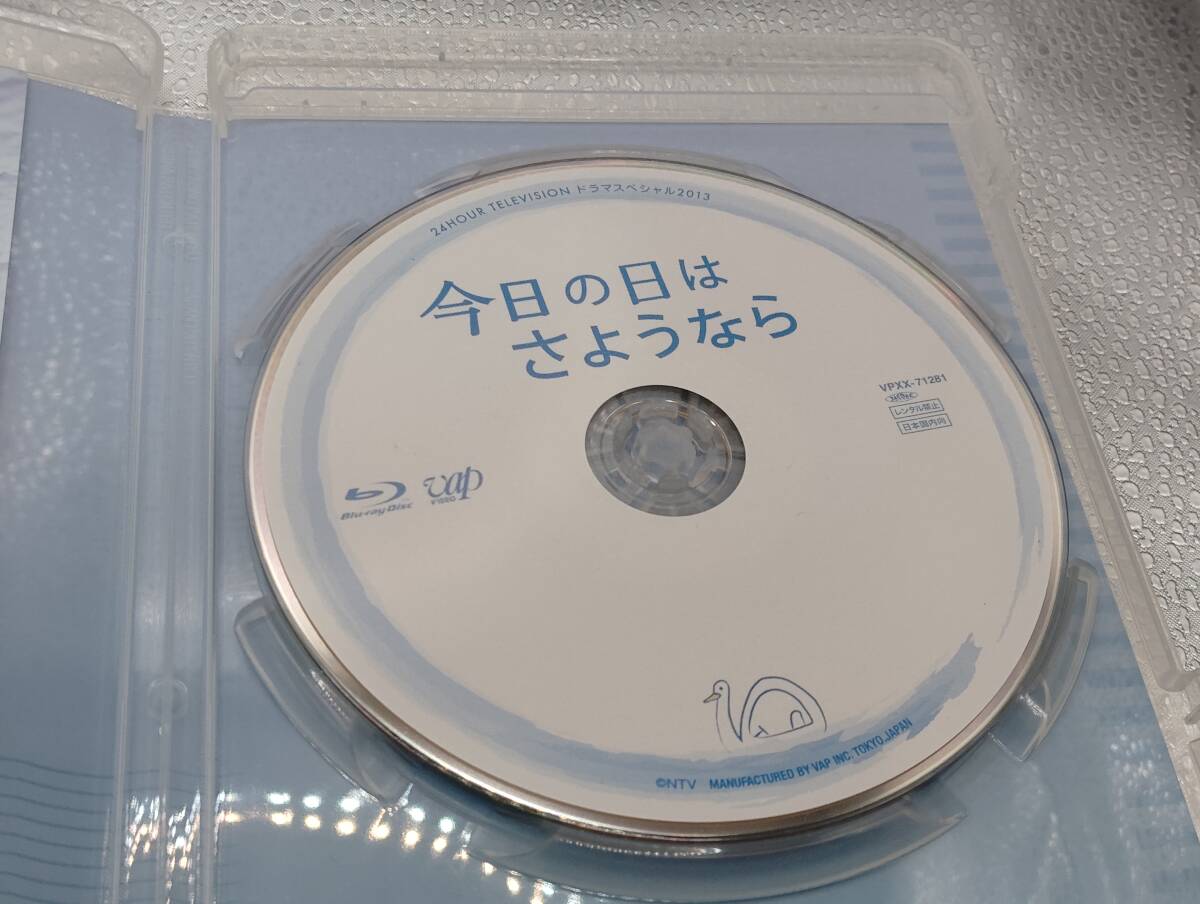 24HOUR TELEVISION ドラマスペシャル2013
今日の日は
さようなら
VPXX-71281
レンタル禁止
日本国内向
Blu-ray Disc
vap
VIDEO
©NTV MANUFACTURED BY VAP INC. TOKYO, JAPAN